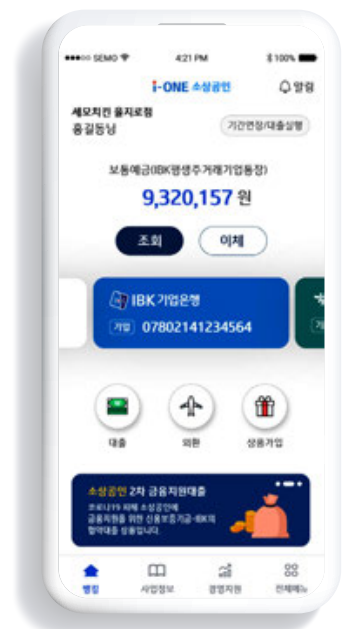 SEMO 4:21 PM 100%
i-ONE 소상공인 알림
세모치킨 을지로점
홍길동님 기간연장/대출실행
보통예금(IBK평생주거래기업통장)
9,320,157 원
조회 이체
IBK 기업은행
기업 07802141234564
대출 외환 상품가입
소상공인 2차 금융지원대출
코로나19 피해 소상공인에
금융지원을 위한 신용보증기금-IBK의
협약대출 상품입니다.
뱅킹 사업정보 경영지원 전체메뉴